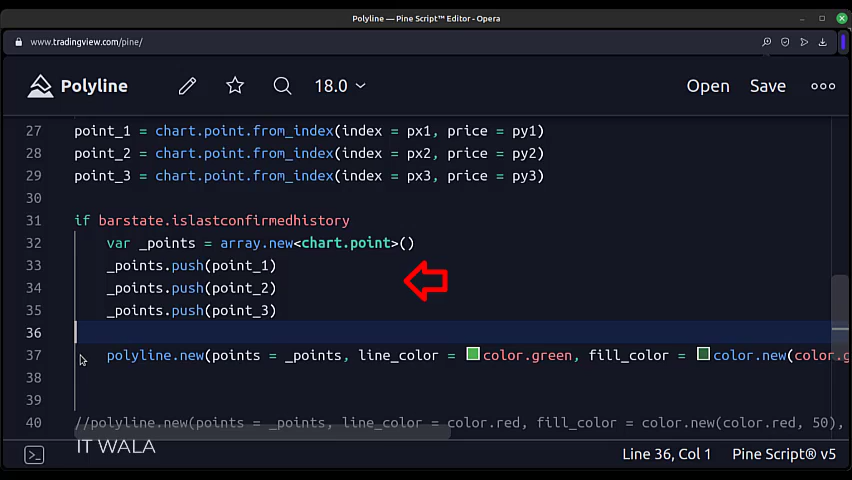 Polyline — Pine Script™ Editor - Opera
www.tradingview.com/pine/
Polyline 18.0 Open Save
27 point_1 = chart.point.from_index(index = px1, price = py1)
28 point_2 = chart.point.from_index(index = px2, price = py2)
29 point_3 = chart.point.from_index(index = px3, price = py3)
30
31 if barstate.islastconfirmedhistory
32 var _points = array.new<chart.point>()
33 _points.push(point_1)
34 _points.push(point_2)
35 _points.push(point_3)
36
37 polyline.new(points = _points, line_color = color.green, fill_color = color.new(color.g
38
39
40 //polyline.new(points = _points, line_color = color.red, fill_color = color.new(color.red, 50),
IT WALA
Line 36, Col 1 Pine Script® v5